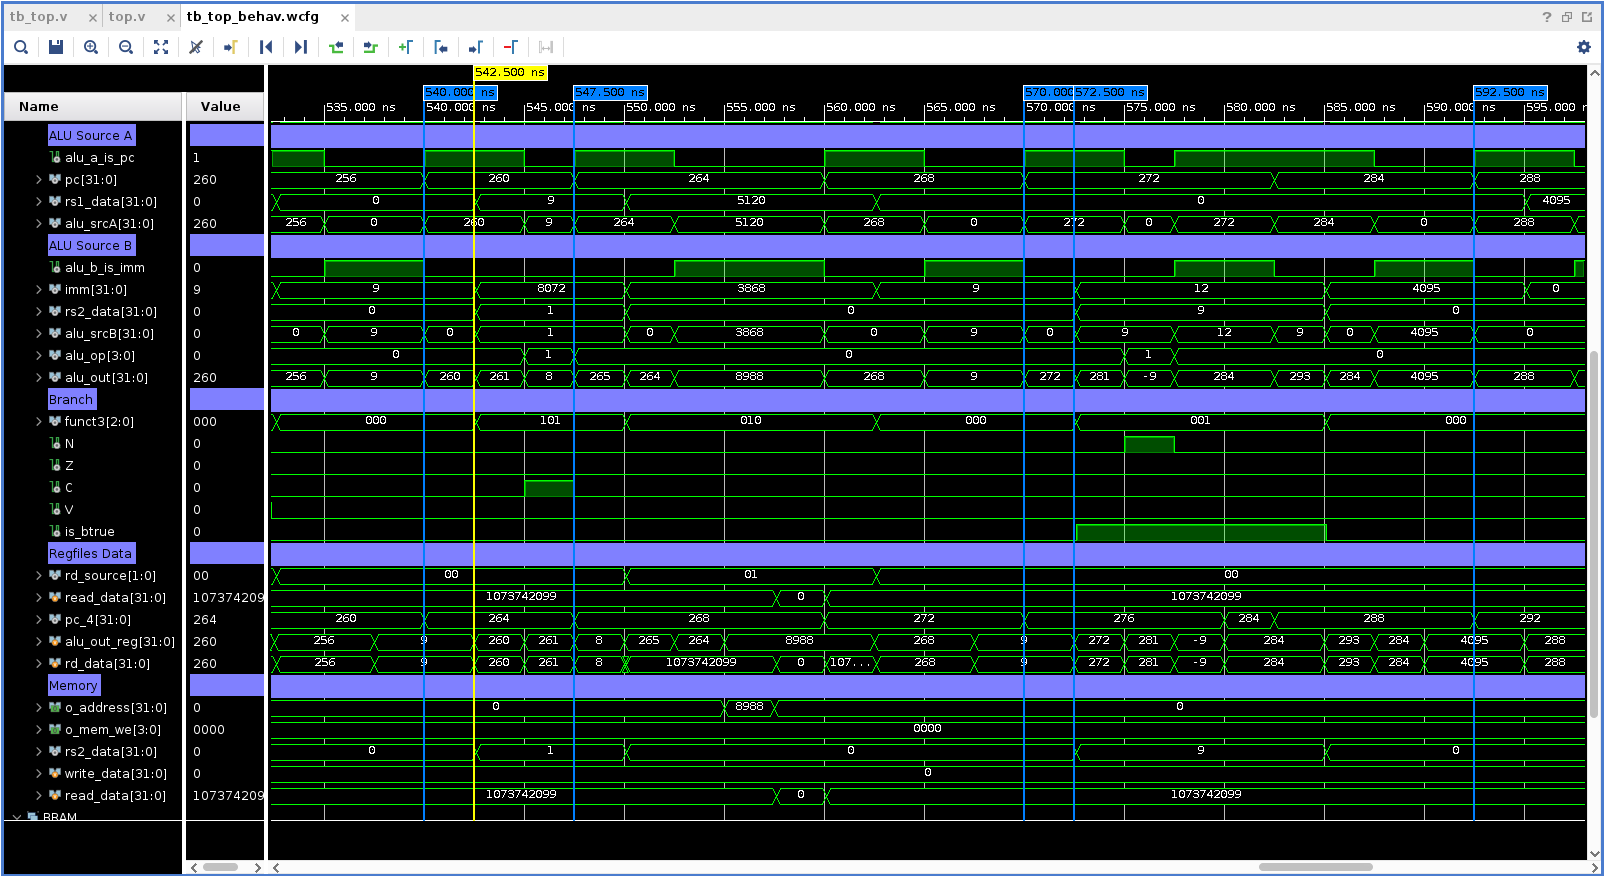 tb_top.v × top.v × tb_top_behav.wcfg × ?
542.500 ns
540.000 ns 547.500 ns 570.000 572.500 ns 592.500 ns
Name Value 535.000 ns 540.000 ns 545.000 ns 550.000 ns 555.000 ns 560.000 ns 565.000 ns 570.000 ns 575.000 ns 580.000 ns 585.000 ns 590.000 ns 595.000 n
ALU Source A
alu_a_is_pc 1
pc[31:0] 260 256 260 264 268 272 284 288
rs1_data[31:0] 0 0 9 5120 0 4095
alu_srcA[31:0] 260 256 0 260 9 264 5120 268 0 272 0 272 284 0 288
ALU Source B
alu_b_is_imm 0
imm[31:0] 9 9 8072 3868 9 12 4095 0
rs2_data[31:0] 0 0 1 0 9 0
alu_srcB[31:0] 0 0 9 0 1 0 3868 0 9 0 9 12 9 0 4095 0
alu_op[3:0] 0 0 1 0 1 0
alu_out[31:0] 260 256 9 260 261 8 265 264 8988 268 9 272 281 -9 284 293 284 4095 288
Branch
funct3[2:0] 000 000 101 010 000 001 000
N 0
Z 0
C 0
V 0
is_btrue 0
Regfiles Data
rd_source[1:0] 00 00 01 00
read_data[31:0] 107374209 1073742099 0 1073742099
pc_4[31:0] 264 260 264 268 272 276 284 288 292
alu_out_reg[31:0] 260 256 9 260 261 8 265 264 8988 268 9 272 281 -9 284 293 284 4095 288
rd_data[31:0] 260 256 9 260 261 8 1073742099 0 107... 268 9 272 281 -9 284 293 284 4095 288
Memory
o_address[31:0] 0 0 8988 0
o_mem_we[3:0] 0000 0000
rs2_data[31:0] 0 0 1 0 9 0
write_data[31:0] 0 0
read_data[31:0] 107374209 1073742099 0 1073742099
BRAM